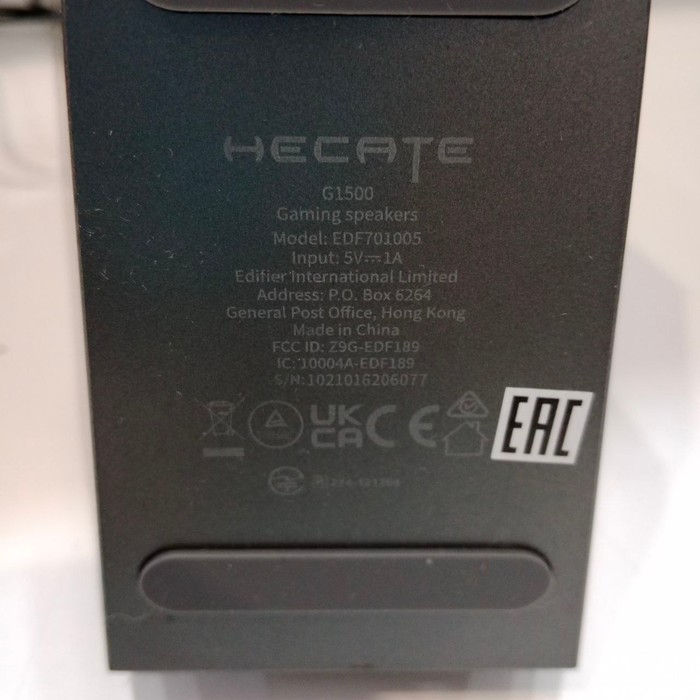 HECATE
G1500
Gaming speakers
Model: EDF701005
Input: 5V⎓1A
Edifier International Limited
Address: P.O. Box 6264
General Post Office, Hong Kong
Made in China
FCC ID: Z9G-EDF189
IC: 10004A-EDF189
S/N:1021016206077
UK CA CE EAC